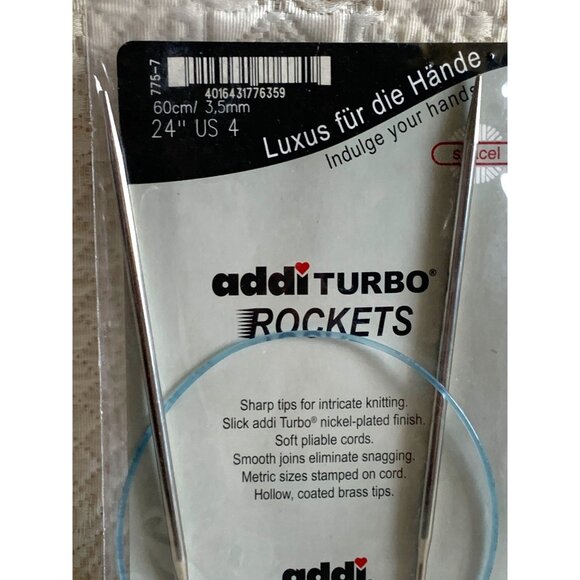 775-7
4016431776359
60cm/ 3,5mm
24" US 4
Luxus für die Hände
Indulge your hands
addi TURBO®
ROCKETS
Sharp tips for intricate knitting.
Slick addi Turbo® nickel-plated finish.
Soft pliable cords.
Smooth joins eliminate snagging.
Metric sizes stamped on cord.
Hollow, coated brass tips.
addi